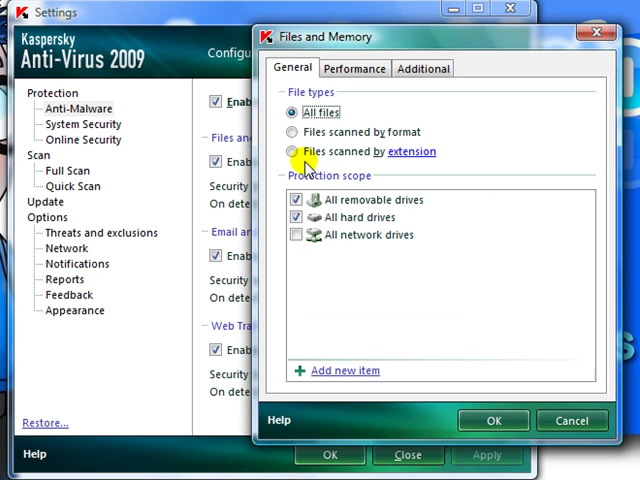 Settings
Kaspersky
Anti-Virus 2009
Protection
Anti-Malware
System Security
Online Security
Scan
Full Scan
Quick Scan
Update
Options
Threats and exclusions
Network
Notifications
Reports
Feedback
Appearance
Restore...
Help
OK
Close
Apply
Files and Memory
General
Performance
Additional
File types
All files
Files scanned by format
Files scanned by extension
Protection scope
All removable drives
All hard drives
All network drives
Add new item
Help
OK
Cancel